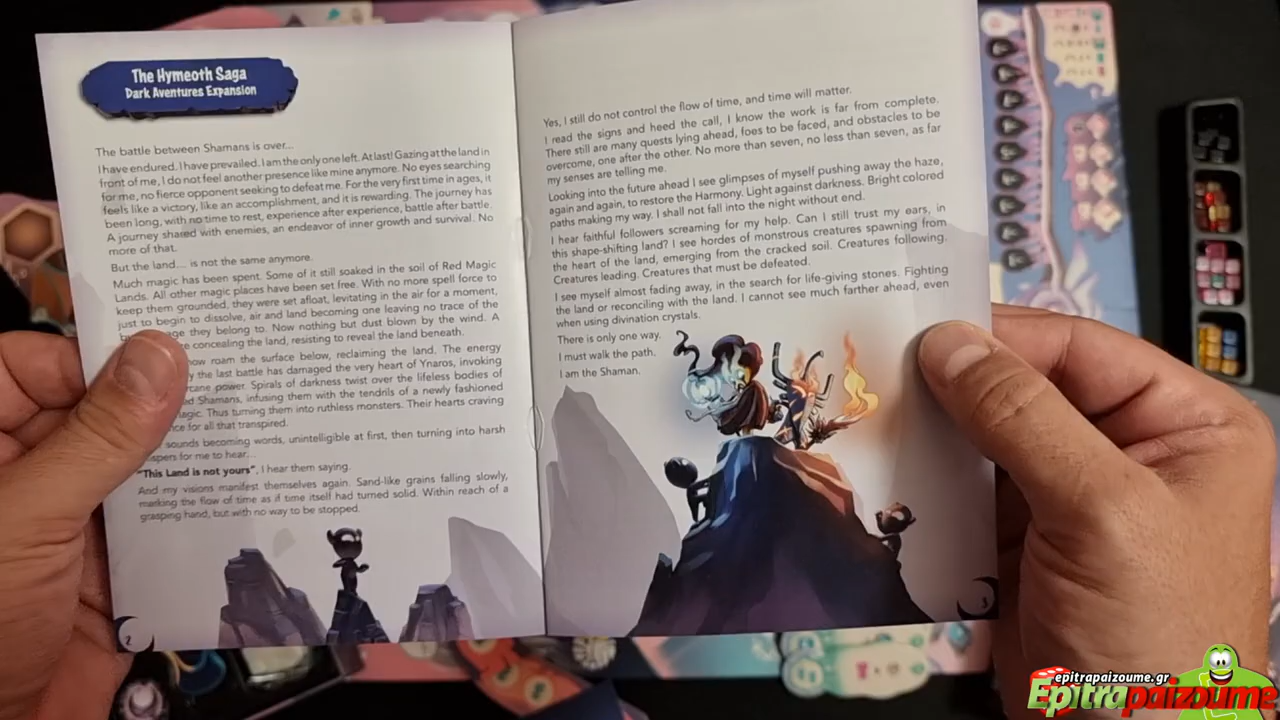 The Hymeoth Saga
Dark Aventures Expansion
The battle between Shamans is over...
I have endured. I have prevailed. I am the only one left. At last! Gazing at the land in
front of me, I do not feel another presence like mine anymore. No eyes searching
for me, no fierce opponent seeking to defeat me. For the very first time in ages, it
feels like a victory, like an accomplishment, and it is rewarding. The journey has
been long, with no time to rest, experience after experience, battle after battle.
A journey shared with enemies, an endeavor of inner growth and survival. No
more of that.
But the land.... is not the same anymore.
Much magic has been spent. Some of it still soaked in the soil of Red Magic
Lands. All other magic places have been set free. With no more spell force to
keep them grounded, they were set afloat, levitating in the air for a moment,
just to begin to dissolve, air and land becoming one leaving no trace of the
they belong to. Now nothing but dust blown by the wind. A
concealing the land, resisting to reveal the land beneath.
now roam the surface below, reclaiming the land. The energy
the last battle has damaged the very heart of Ynaros, invoking
power. Spirals of darkness twist over the lifeless bodies of
Shamans, infusing them with the tendrils of a newly fashioned
Thus turning them into ruthless monsters. Their hearts craving
for all that transpired.
sounds becoming words, unintelligible at first, then turning into harsh
for me to hear...
"This Land is not yours", I hear them saying.
And my visions manifest themselves again. Sand-like grains falling slowly,
marking the flow of time as if time itself had turned solid. Within reach of a
grasping hand, but with no way to be stopped.
2
Yes, I still do not control the flow of time, and time will matter.
I read the signs and heed the call, I know the work is far from complete.
There still are many quests lying ahead, foes to be faced, and obstacles to be
overcome, one after the other. No more than seven, no less than seven, as far
my senses are telling me.
Looking into the future ahead I see glimpses of myself pushing away the haze,
again and again, to restore the Harmony. Light against darkness. Bright colored
paths making my way. I shall not fall into the night without end.
I hear faithful followers screaming for my help. Can I still trust my ears, in
this shape-shifting land? I see hordes of monstrous creatures spawning from
the heart of the land, emerging from the cracked soil. Creatures following.
Creatures leading. Creatures that must be defeated.
I see myself almost fading away, in the search for life-giving stones. Fighting
the land or reconciling with the land. I cannot see much farther ahead, even
when using divination crystals.
There is only one way.
I must walk the path.
I am the Shaman.
3
epitrapaizoume.gr
Epitrapaizoume